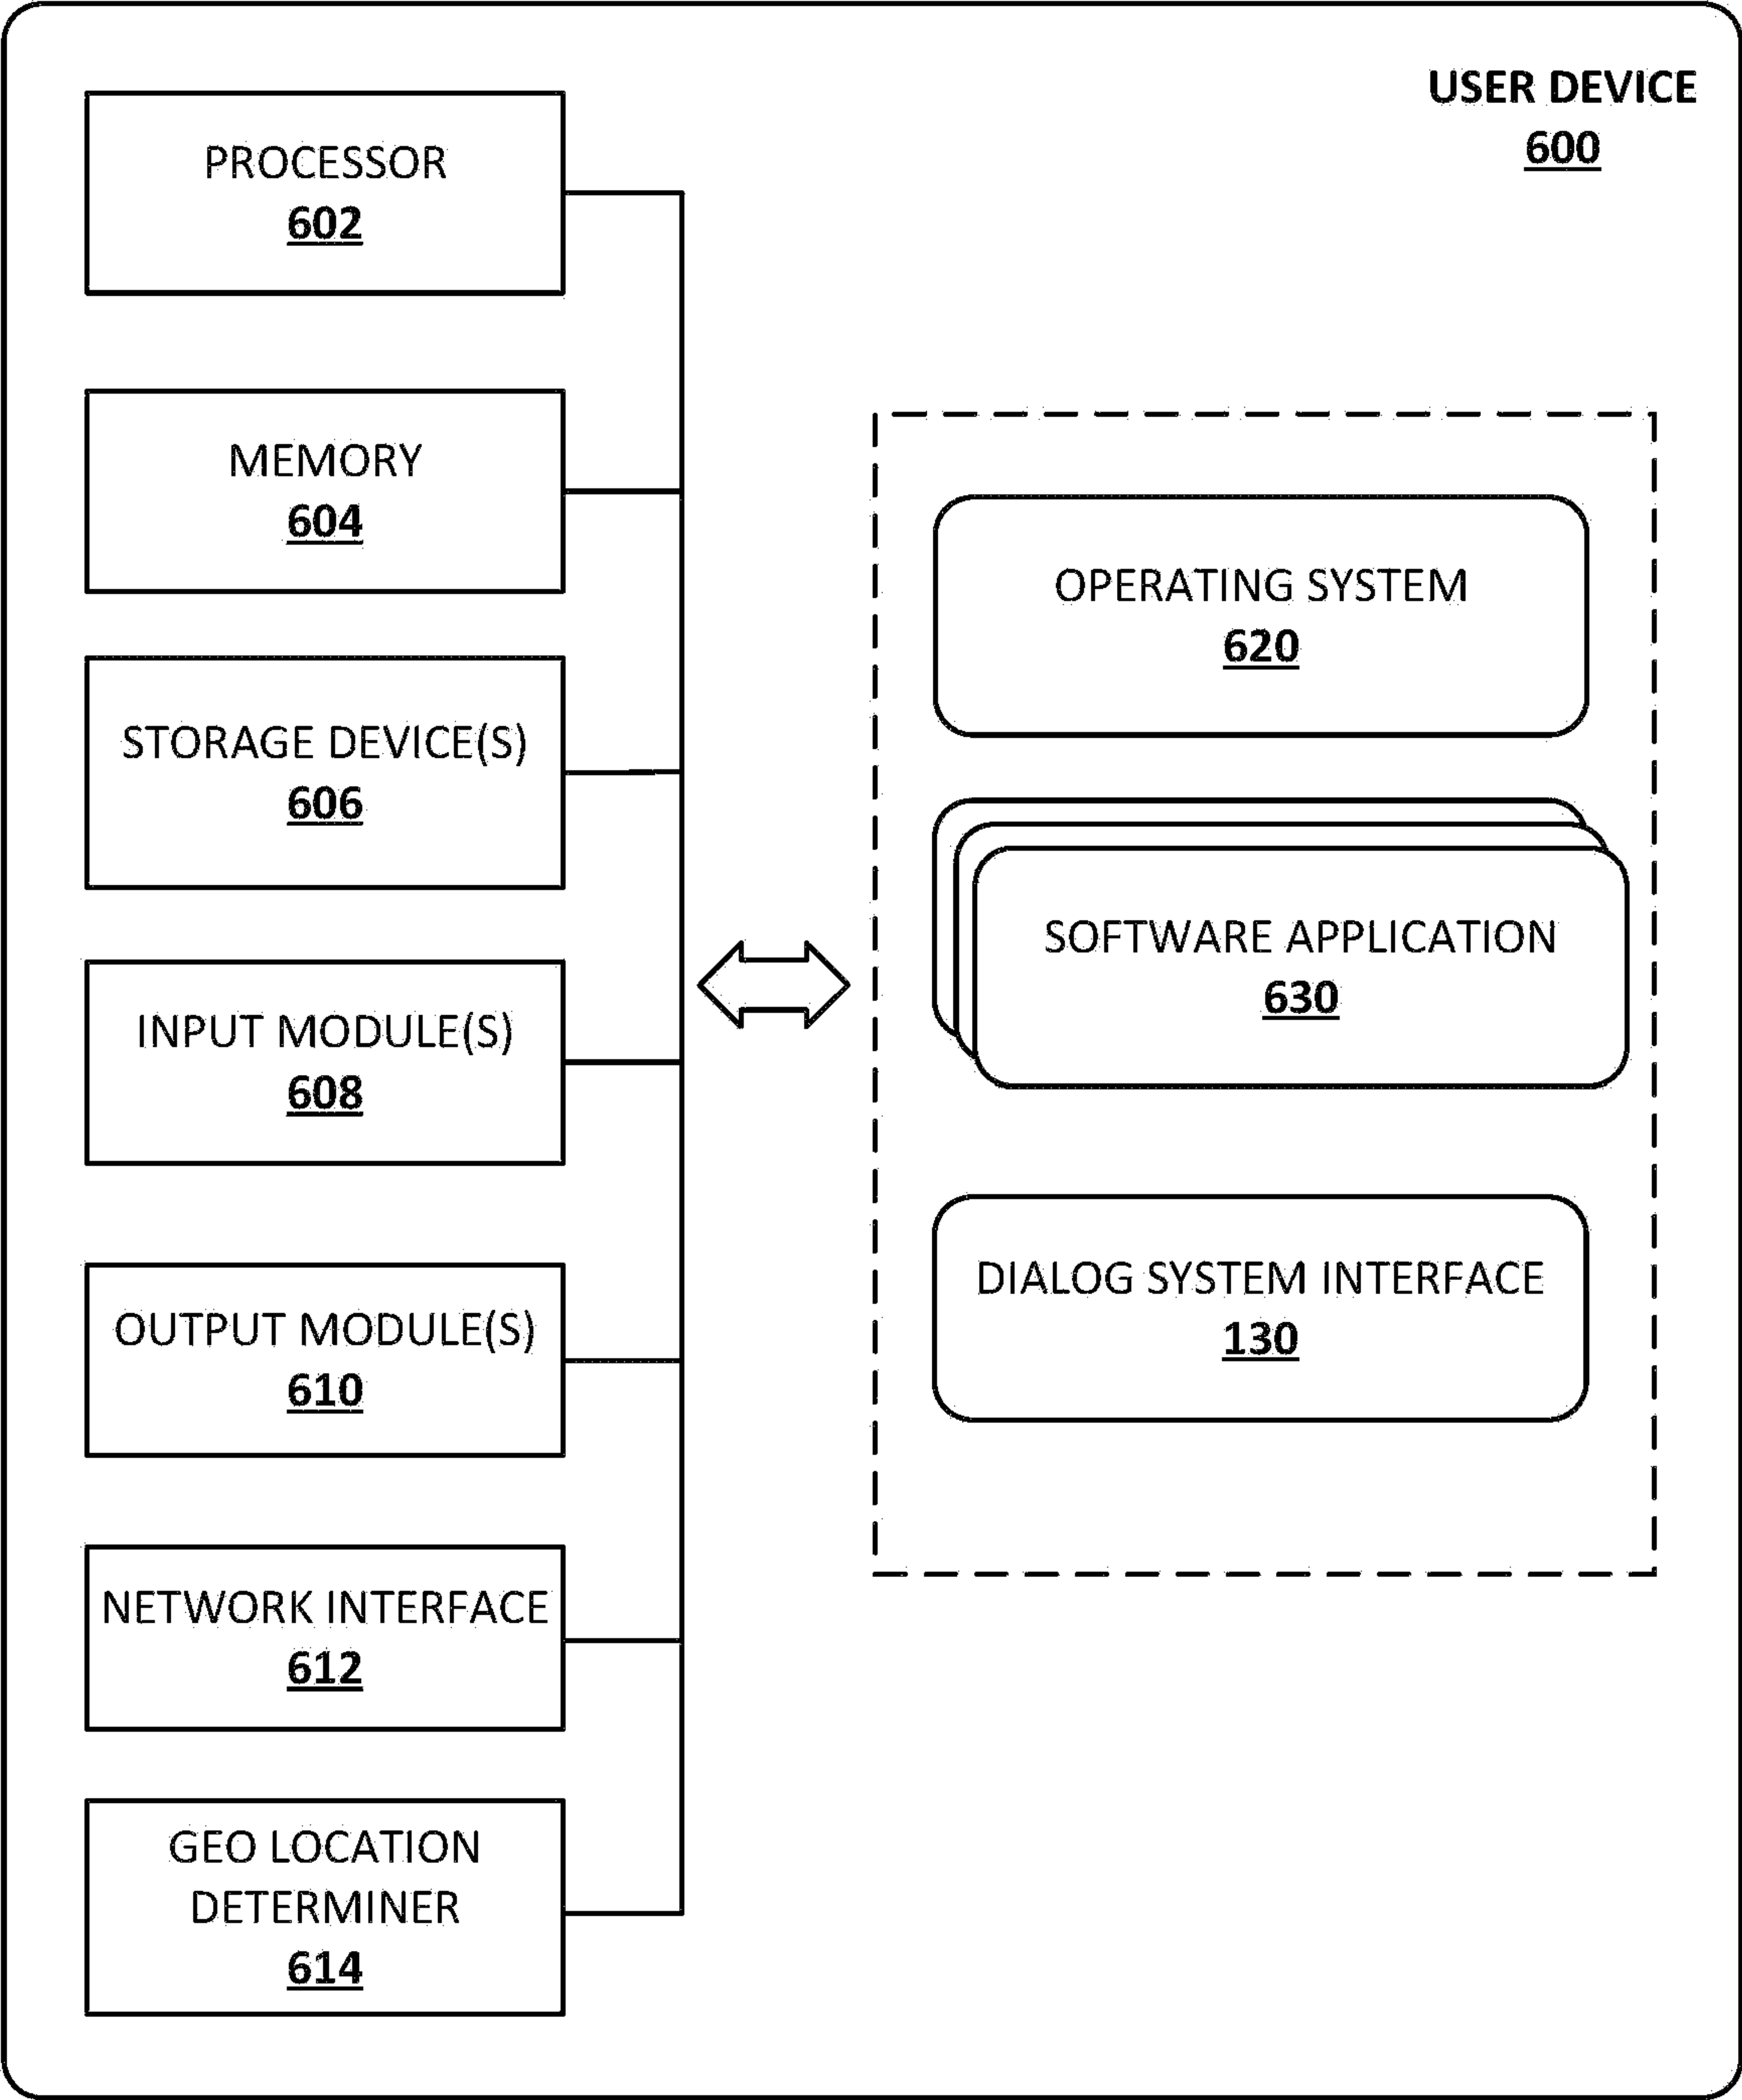 USER DEVICE
600
PROCESSOR
602
MEMORY
604
STORAGE DEVICE(S)
606
INPUT MODULE(S)
608
OUTPUT MODULE(S)
610
NETWORK INTERFACE
612
GEO LOCATION
DETERMINER
614
OPERATING SYSTEM
620
SOFTWARE APPLICATION
630
DIALOG SYSTEM INTERFACE
130